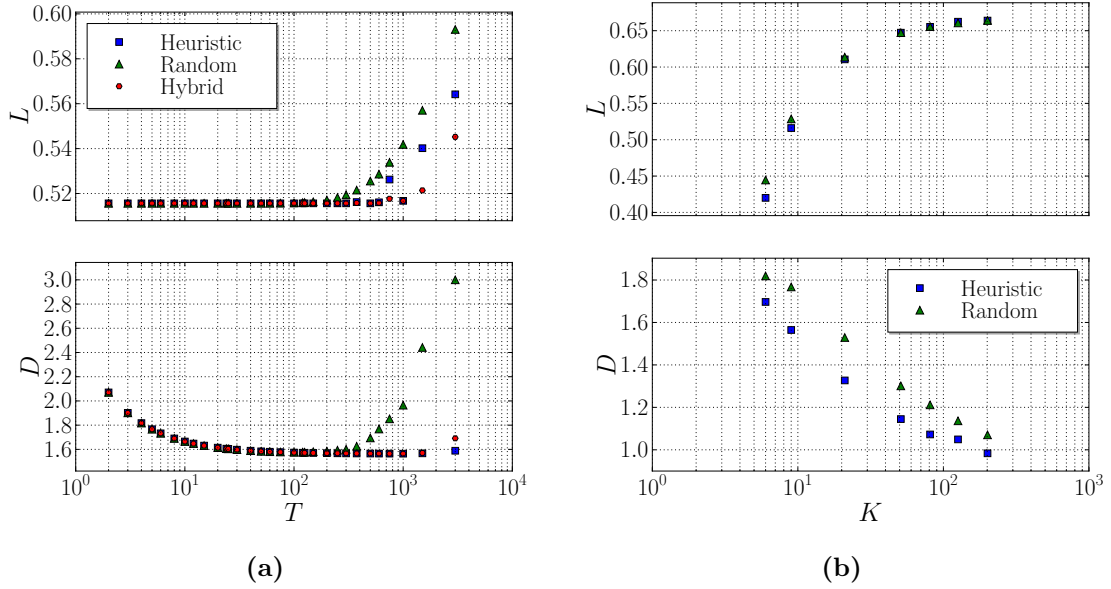 0.60
0.58
0.56
0.54
0.52
L
Heuristic
Random
Hybrid
3.0
2.8
2.6
2.4
2.2
2.0
1.8
1.6
D
10^0
10^1
10^2
10^3
10^4
T
(a)
0.65
0.60
0.55
0.50
0.45
0.40
L
1.8
1.6
1.4
1.2
1.0
D
Heuristic
Random
10^0
10^1
10^2
10^3
K
(b)